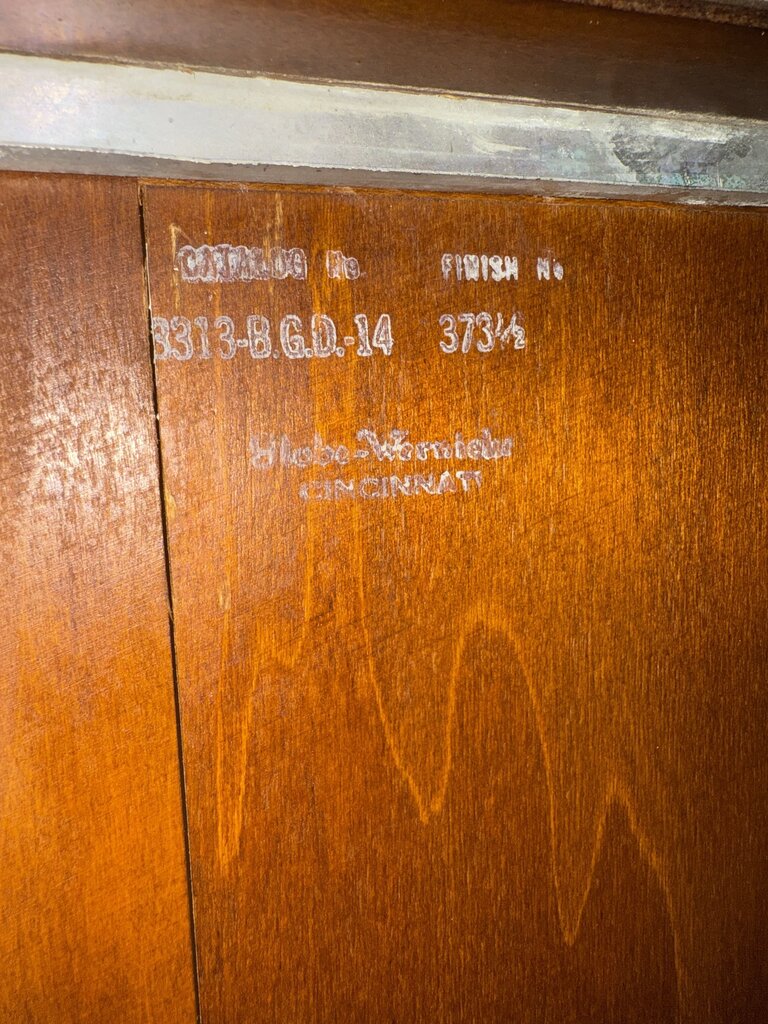 CATALOG No
3313-B.G.D.-14
FINISH No
373½
Globe-Wernicke
CINCINNATI